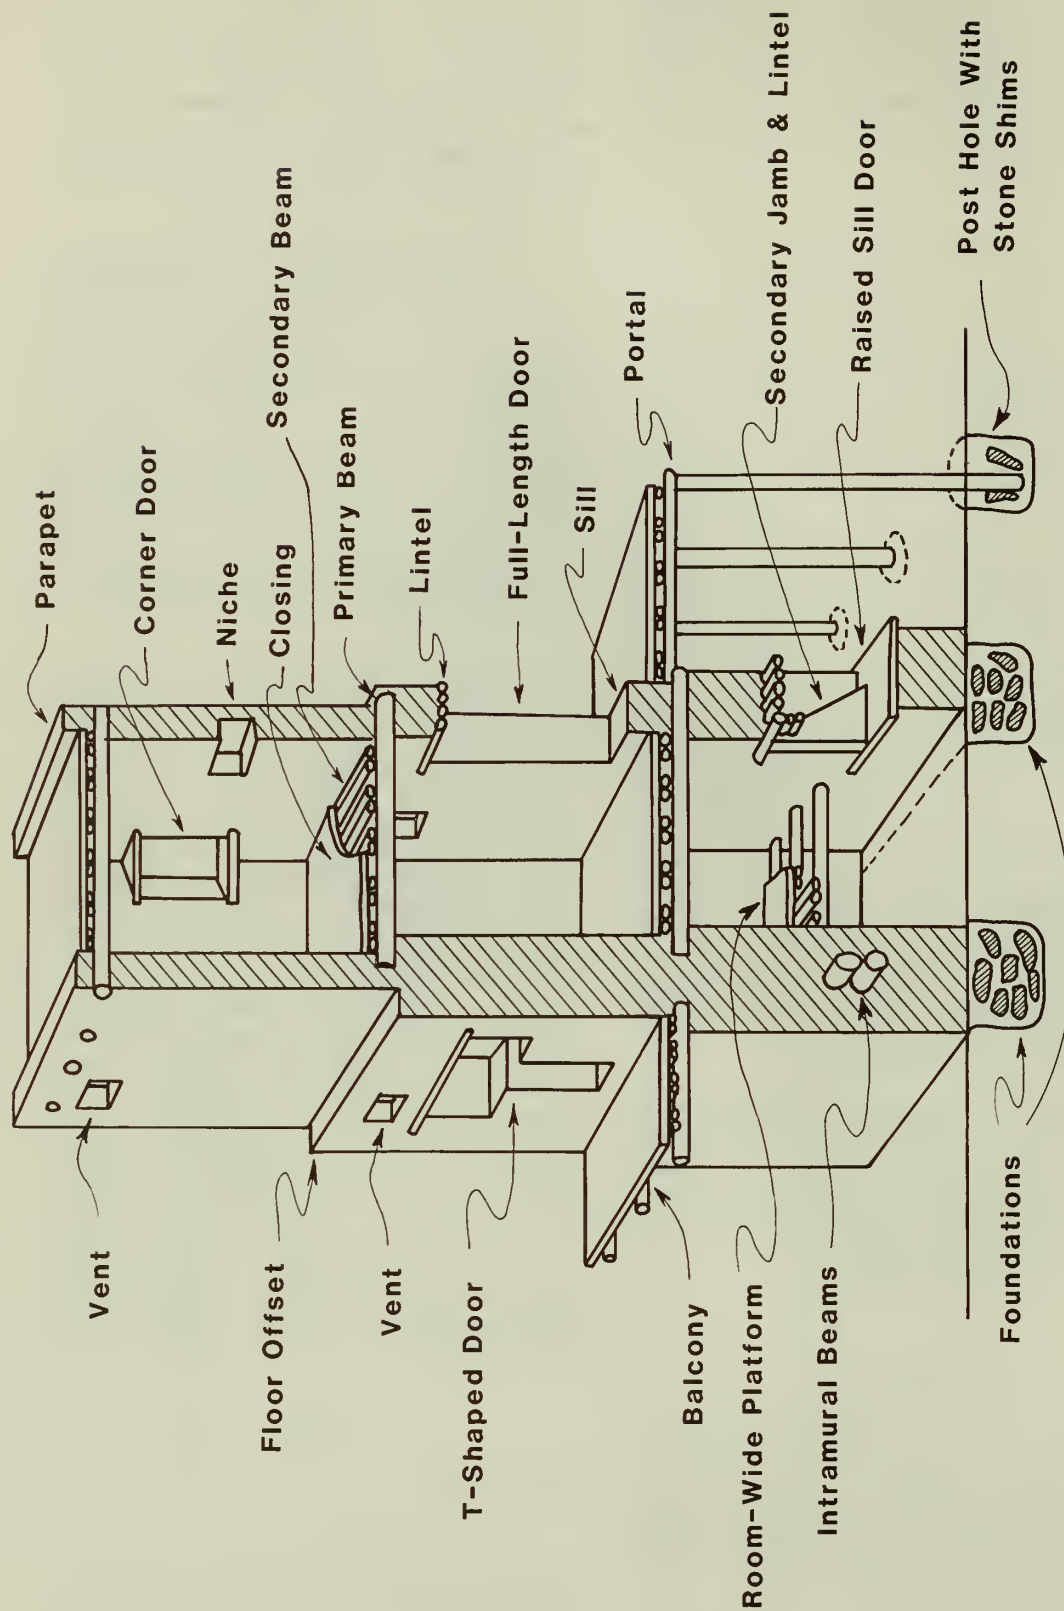 Parapet
Corner Door
Niche
Closing
Secondary Beam
Primary Beam
Lintel
Full-Length Door
Sill
Portal
Secondary Jamb & Lintel
Raised Sill Door
Post Hole With
Stone Shims
Vent
Floor Offset
Vent
T-Shaped Door
Balcony
Room-Wide Platform
Intramural Beams
Foundations